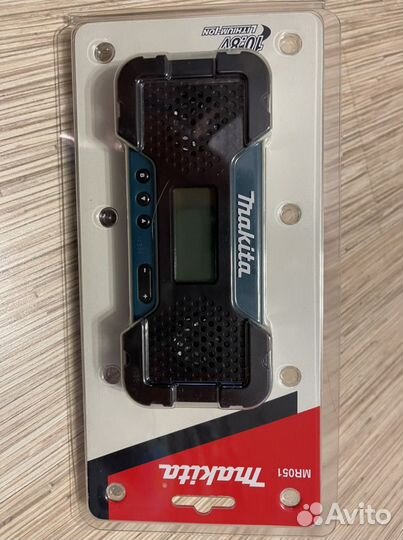 10.8V
LITHIUM-ION
Makita
Makita
MR051
Avito